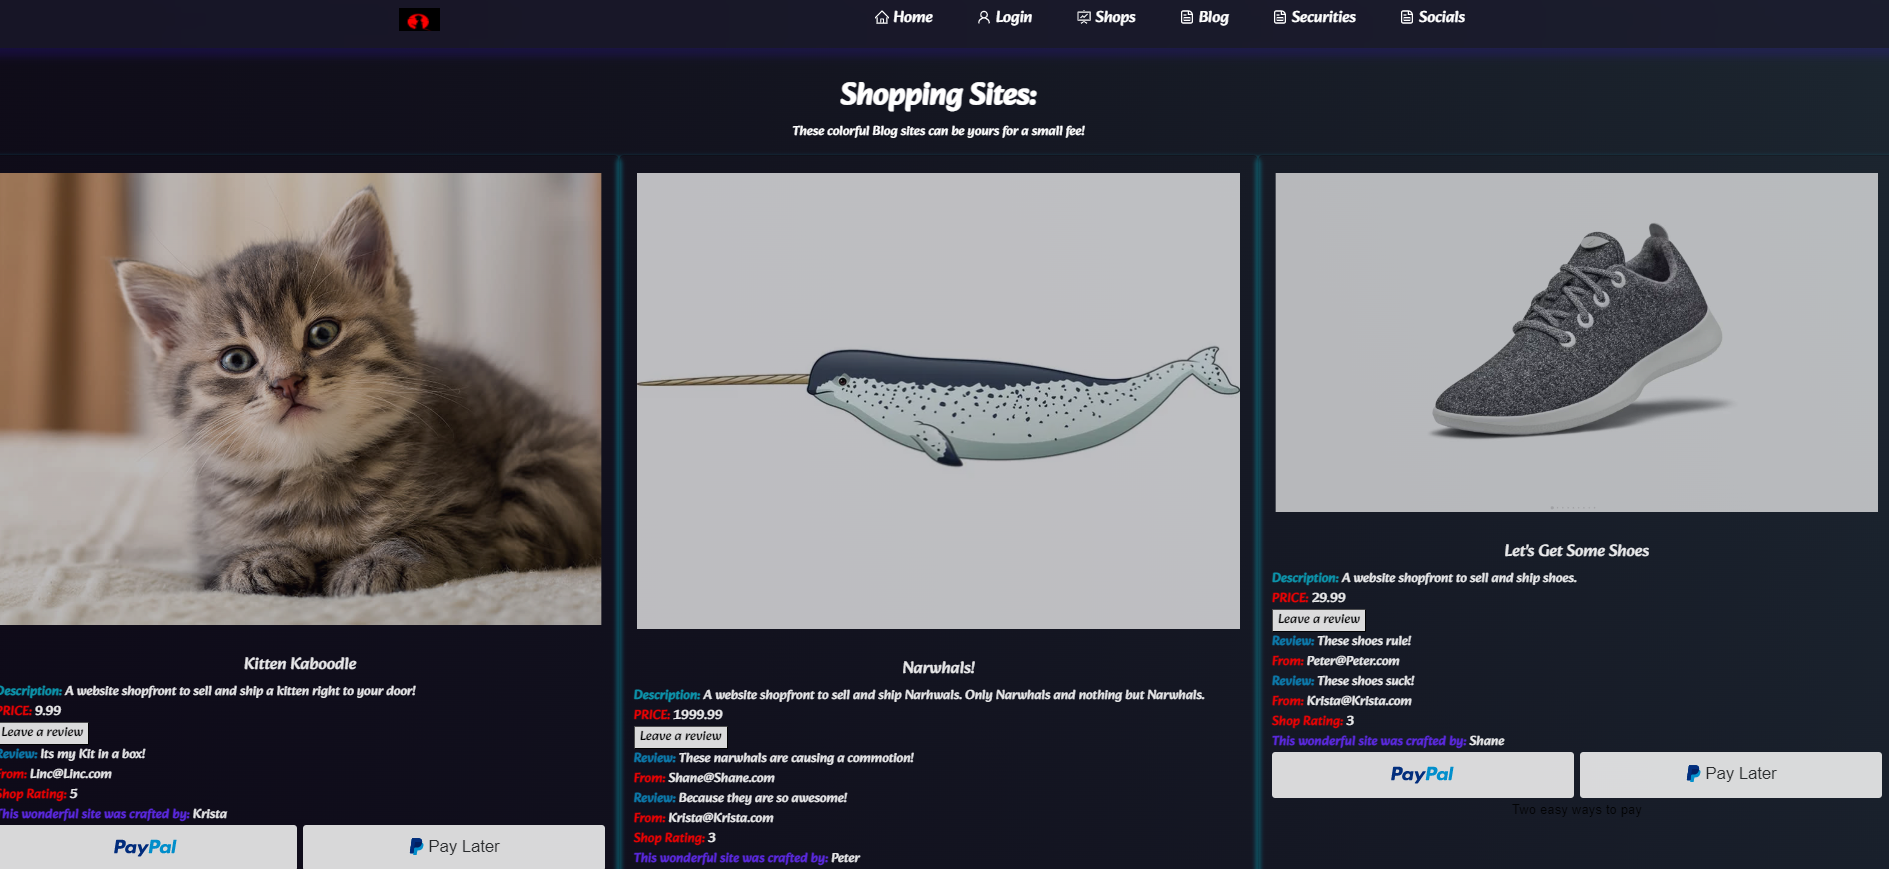 Home Login Shops Blog Securities Socials
Shopping Sites:
These colorful Blog sites can be yours for a small fee!
Kitten Kaboodle
Description: A website shopfront to sell and ship a kitten right to your door!
PRICE: 9.99
Leave a review
Review: Its my Kit in a box!
From: Linc@Linc.com
Shop Rating: 5
This wonderful site was crafted by: Krista
PayPal
Pay Later
Narwhals!
Description: A website shopfront to sell and ship Narhwals. Only Narwhals and nothing but Narwhals.
PRICE: 1999.99
Leave a review
Review: These narwhals are causing a commotion!
From: Shane@Shane.com
Review: Because they are so awesome!
From: Krista@Krista.com
Shop Rating: 3
This wonderful site was crafted by: Peter
Let's Get Some Shoes
Description: A website shopfront to sell and ship shoes.
PRICE: 29.99
Leave a review
Review: These shoes rule!
From: Peter@Peter.com
Review: These shoes suck!
From: Krista@Krista.com
Shop Rating: 3
This wonderful site was crafted by: Shane
PayPal
Pay Later
Two easy ways to pay